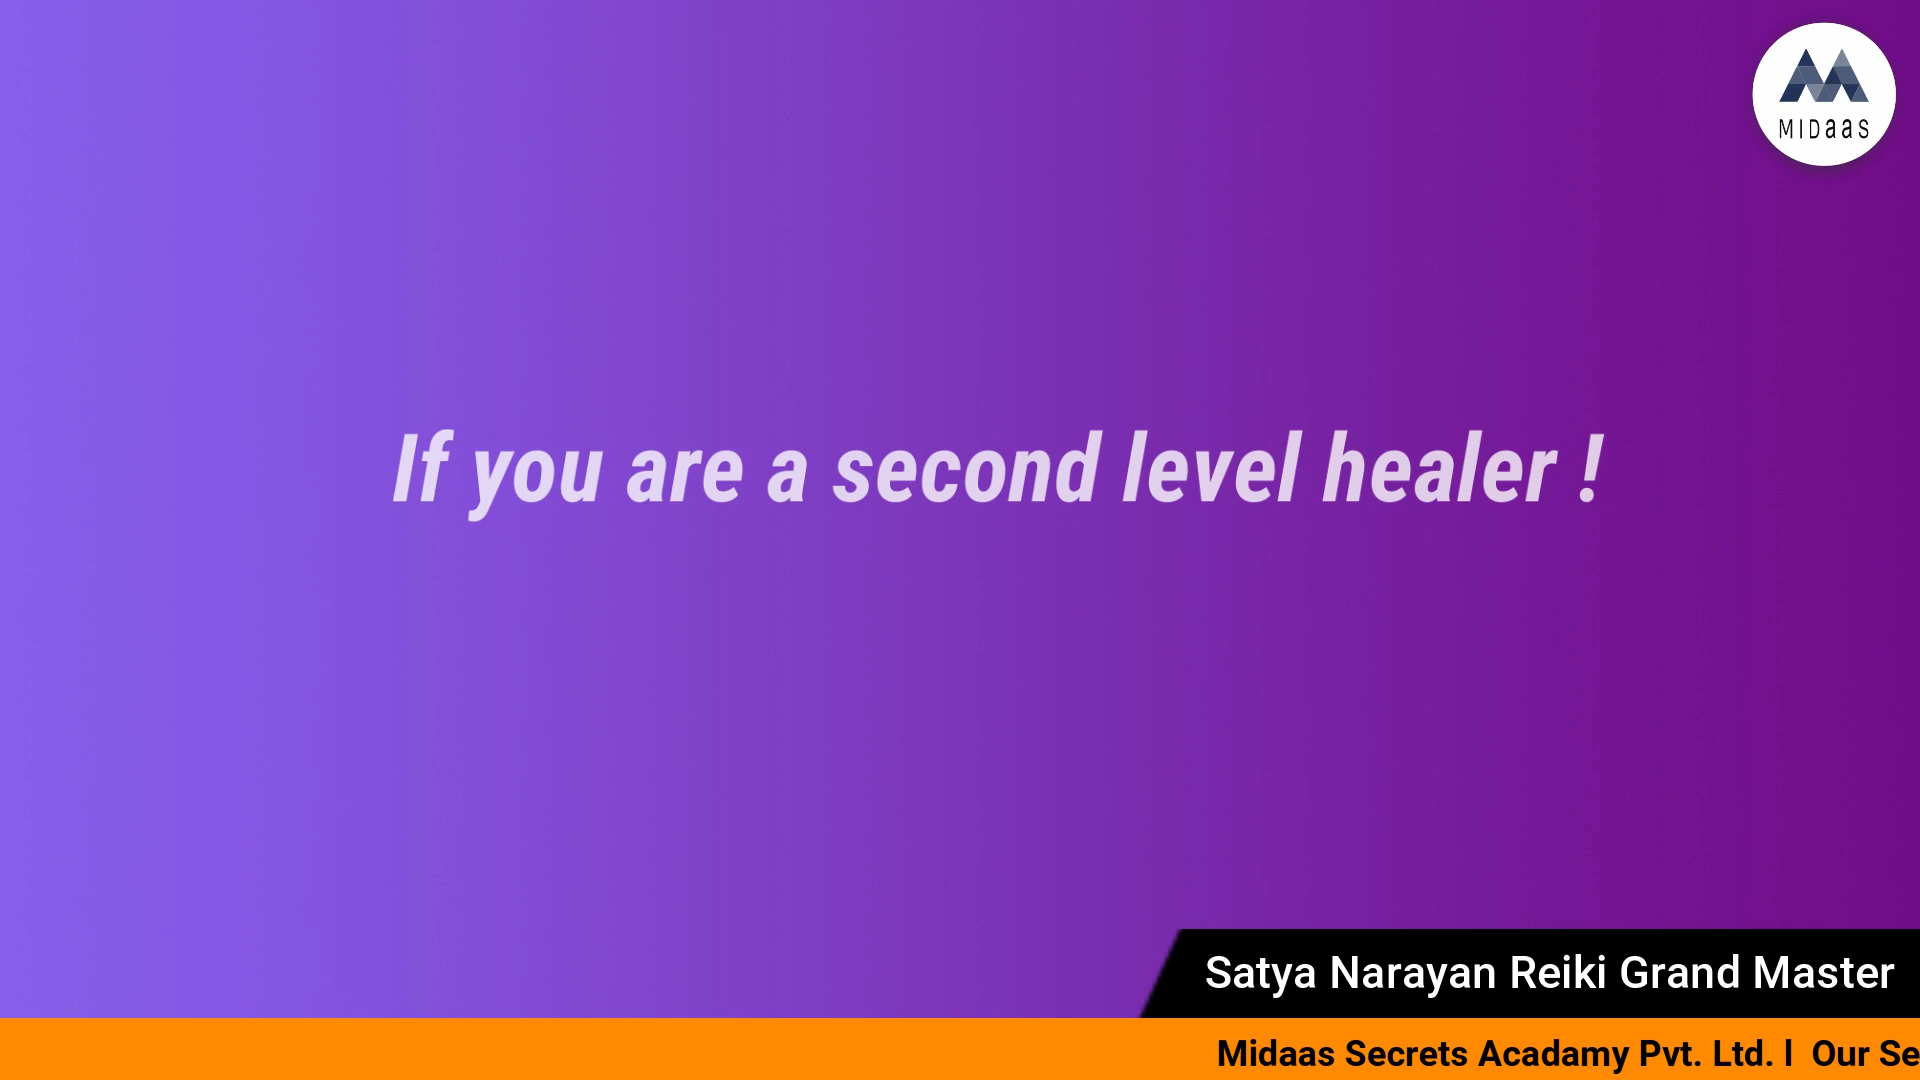 MIDaaS
If you are a second level healer !
Satya Narayan Reiki Grand Master
Midaas Secrets Acadamy Pvt. Ltd. l Our Se